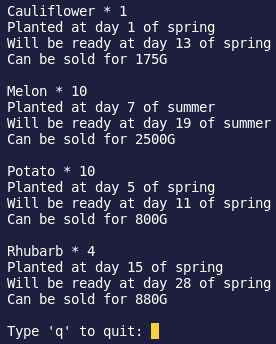 Cauliflower * 1
Planted at day 1 of spring
Will be ready at day 13 of spring
Can be sold for 175G
Melon * 10
Planted at day 7 of summer
Will be ready at day 19 of summer
Can be sold for 2500G
Potato * 10
Planted at day 5 of spring
Will be ready at day 11 of spring
Can be sold for 800G
Rhubarb * 4
Planted at day 15 of spring
Will be ready at day 28 of spring
Can be sold for 880G
Type 'q' to quit: